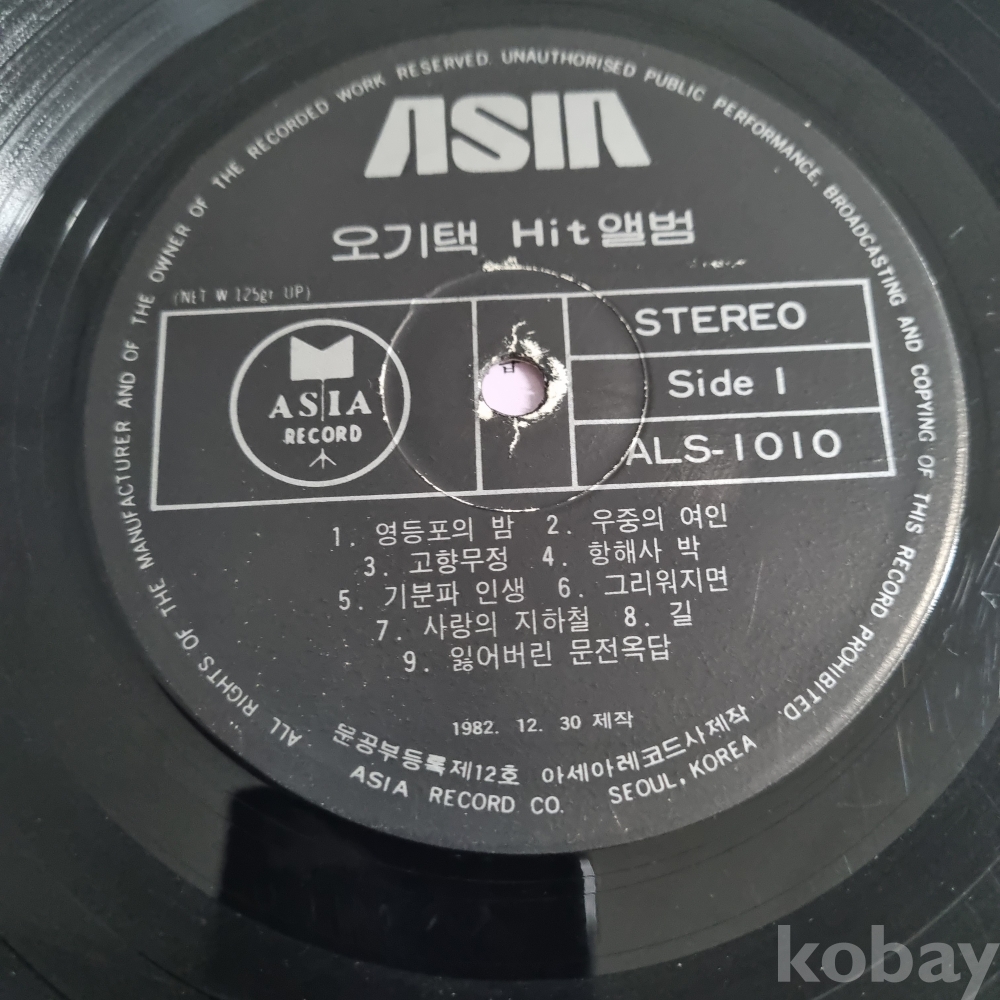 ALL RIGHTS OF THE MANUFACTURER AND OF THE OWNER OF THE RECORDED WORK RESERVED. UNAUTHORISED PUBLIC PERFORMANCE, BROADCASTING AND COPYING OF THIS RECORD PROHIBITED
ASIA
오기택 Hit앨범
(NET W 125gr UP)
ASIA
RECORD
STEREO
Side 1
ALS-1010
1. 영등포의 밤 2. 우중의 여인
3. 고향무정 4. 항해사 박
5. 기분파 인생 6. 그리워지면
7. 사랑의 지하철 8. 길
9. 잃어버린 문전옥답
1982. 12. 30 제작
문공부등록제12호 아세아레코드사제작
ASIA RECORD CO. SEOUL, KOREA
kobay